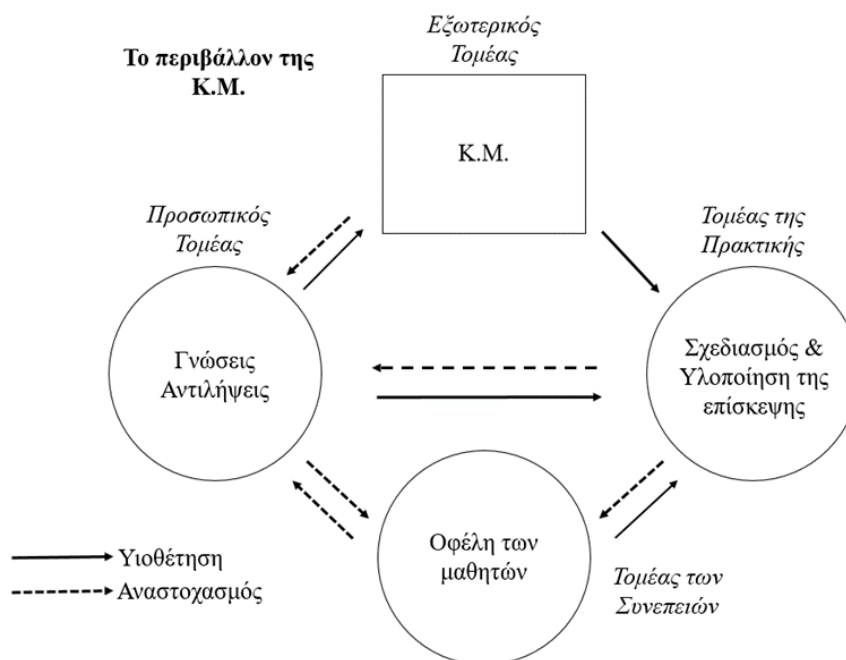 Το περιβάλλον της
Κ.Μ.
Εξωτερικός
Τομέας
Κ.Μ.
Προσωπικός
Τομέας
Τομέας της
Πρακτικής
Γνώσεις
Αντιλήψεις
Σχεδιασμός &
Υλοποίηση της
επίσκεψης
Οφέλη των
μαθητών
Τομέας των
Συνεπειών
Υιοθέτηση
Αναστοχασμός